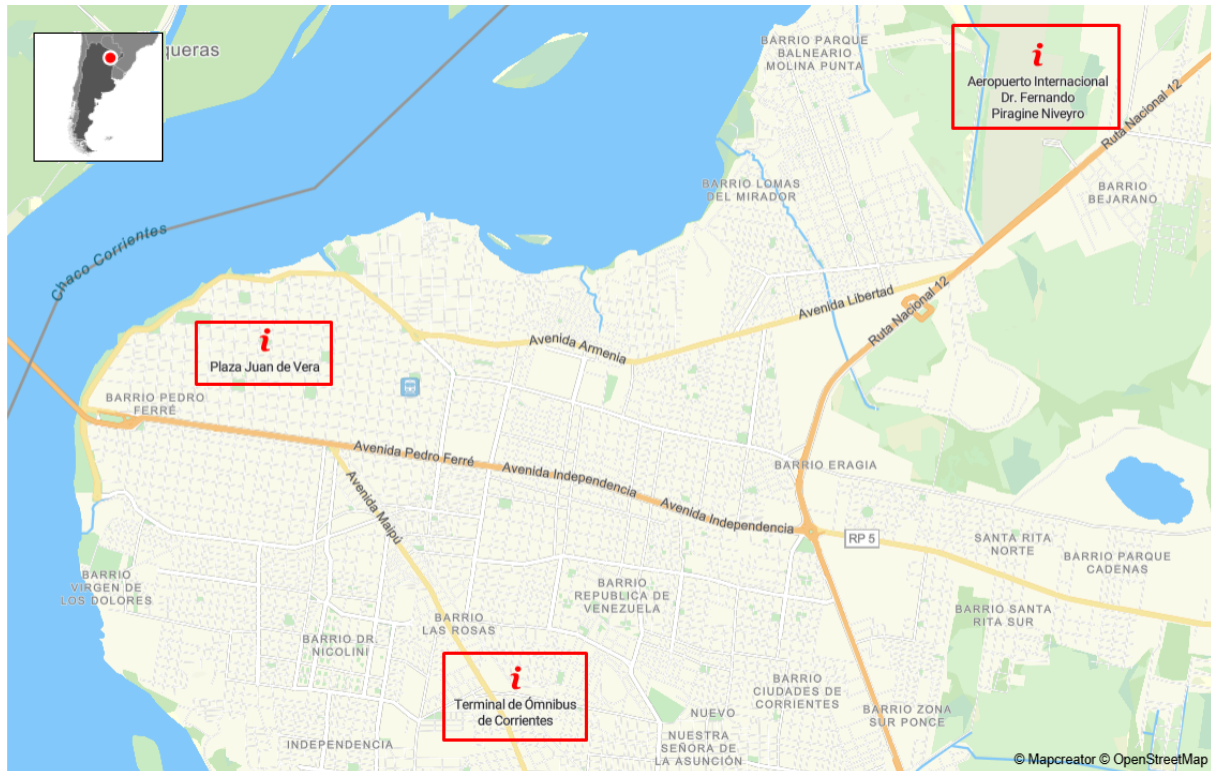 queras
BARRIO PARQUE
BALNEARIO
MOLINA PUNTA
i
Aeropuerto Internacional
Dr. Fernando
Piragine Niveyro
Ruta Nacional 12
BARRIO
BEJARANO
BARRIO LOMAS
DEL MIRADOR
Chaco Corrientes
Avenida Libertad
Ruta Nacional 12
Avenida Armenia
i
Plaza Juan de Vera
BARRIO PEDRO
FERRÉ
Avenida Pedro Ferré
Avenida Independencia
Avenida Independencia
BARRIO ERAGIA
Avenida Maipú
RP 5
SANTA RITA
NORTE
BARRIO PARQUE
CADENAS
BARRIO
VIRGEN DE
LOS DOLORES
BARRIO
REPUBLICA DE
VENEZUELA
BARRIO SANTA
RITA SUR
BARRIO
LAS ROSAS
BARRIO DR.
NICOLINI
i
Terminal de Ómnibus
de Corrientes
BARRIO
CIUDADES DE
CORRIENTES
BARRIO ZONA
SUR PONCE
NUEVO
NUESTRA
SEÑORA DE
LA ASUNCIÓN
INDEPENDENCIA
© Mapcreator © OpenStreetMap